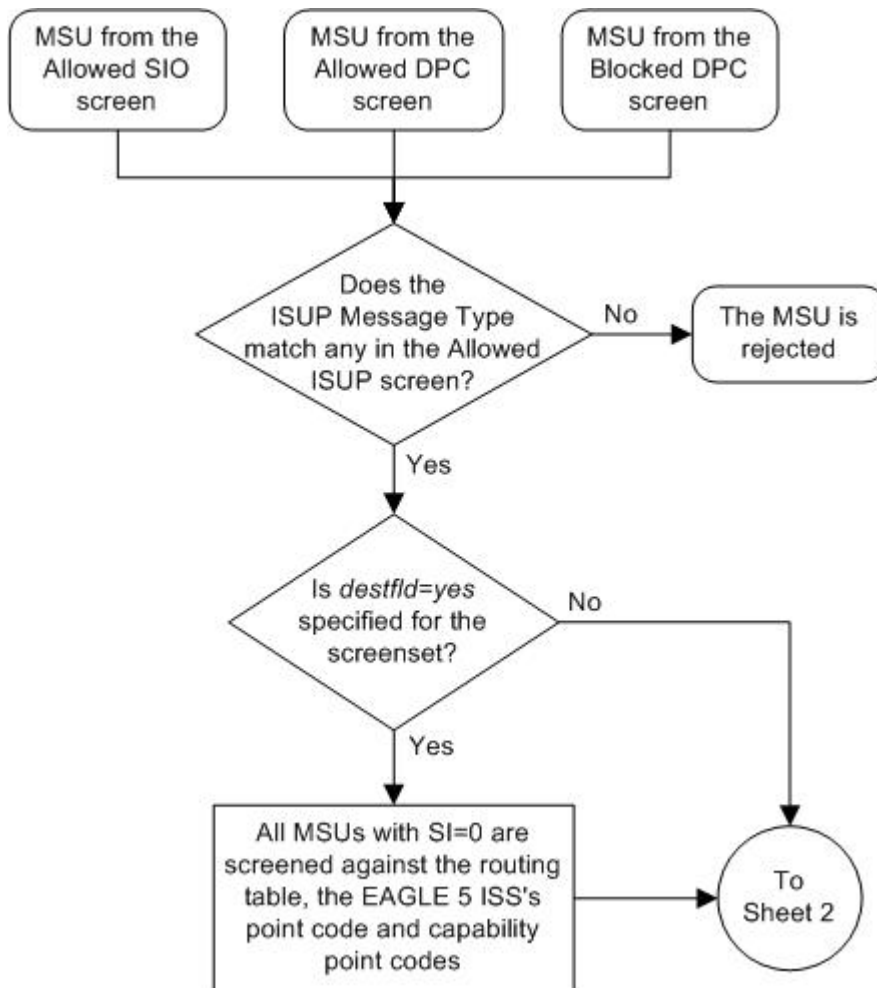 MSU from the
Allowed SIO
screen
MSU from the
Allowed DPC
screen
MSU from the
Blocked DPC
screen
Does the
ISUP Message Type
match any in the Allowed
ISUP screen?
No
The MSU is
rejected
Yes
Is destfld=yes
specified for the
screenset?
No
Yes
All MSUs with SI=0 are
screened against the routing
table, the EAGLE 5 ISS's
point code and capability
point codes
To
Sheet 2